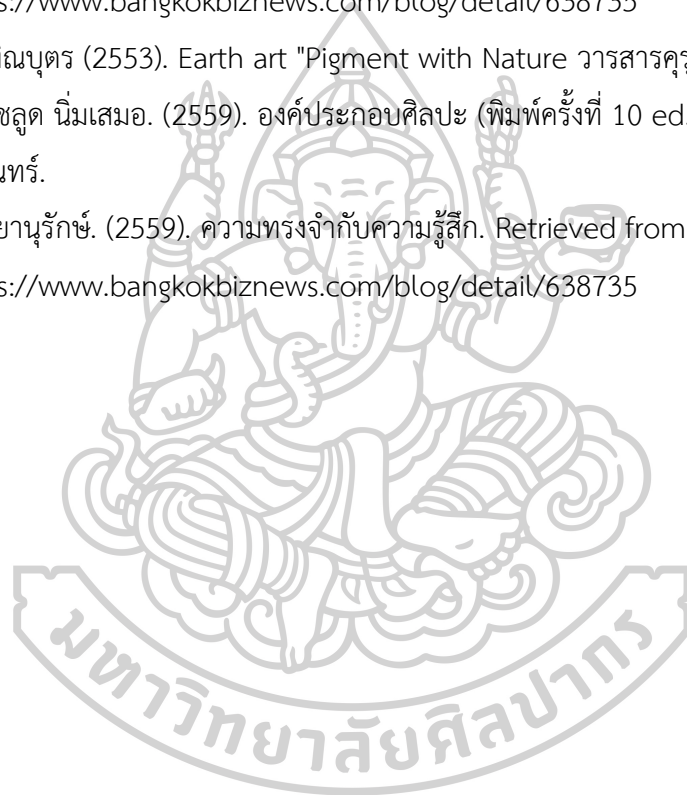 s://www.bangkokbiznews.com/blog/detail/638735
ิณบุตร (2553). Earth art "Pigment with Nature วารสารคุรุ
ชลูด นิ่มเสมอ. (2559). องค์ประกอบศิลปะ (พิมพ์ครั้งที่ 10 ed.
นทร์.
ยานุรักษ์. (2559). ความทรงจำกับความรู้สึก. Retrieved from
s://www.bangkokbiznews.com/blog/detail/638735
มหาวิทยาลัยศิลปากร